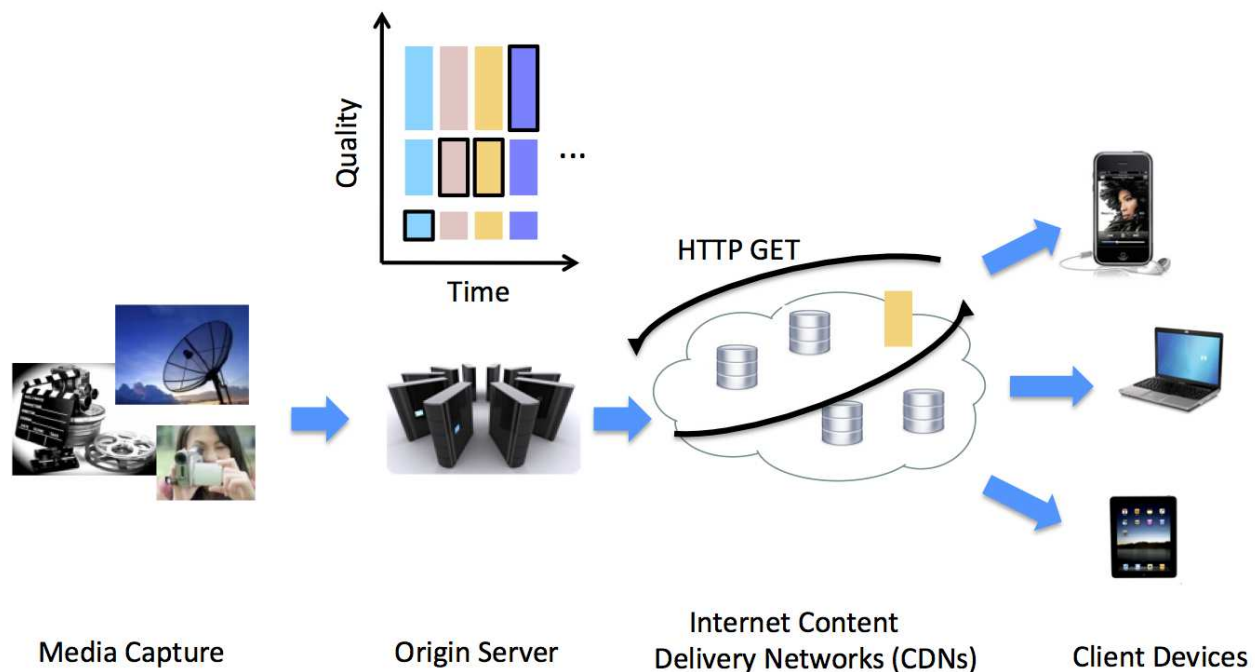 Quality
...
Time
HTTP GET
Media Capture
Origin Server
Internet Content
Delivery Networks (CDNs)
Client Devices